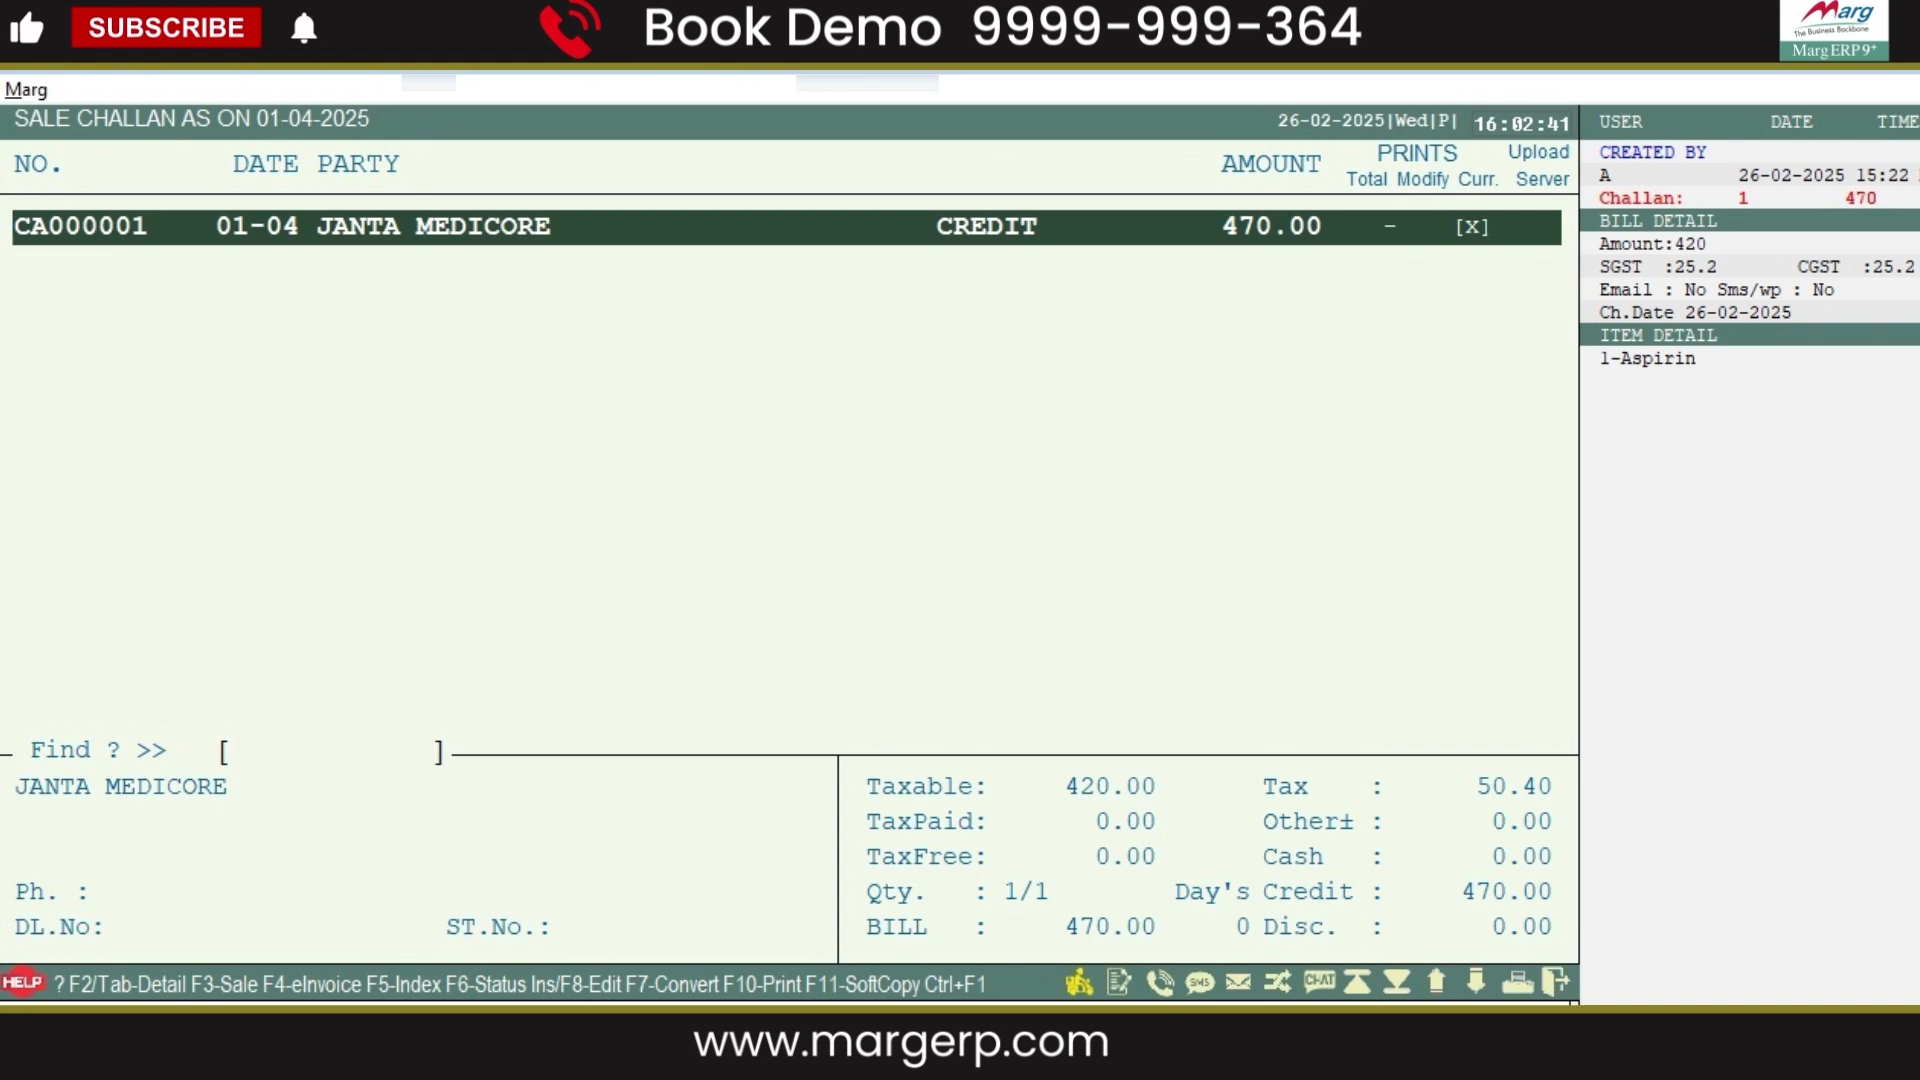 SUBSCRIBE
Book Demo 9999-999-364
Marg
The Business Backbone
Marg ERP 9+
Marg
SALE CHALLAN AS ON 01-04-2025 26-02-2025|Wed|P| 16:02:41
NO. DATE PARTY AMOUNT PRINTS Upload
Total Modify Curr. Server
CA000001 01-04 JANTA MEDICORE CREDIT 470.00 - [X]
USER DATE TIME
CREATED BY
A 26-02-2025 15:22
Challan: 1 470
BILL DETAIL
Amount:420
SGST :25.2 CGST :25.2
Email : No Sms/wp : No
Ch.Date 26-02-2025
ITEM DETAIL
1-Aspirin
Find ? >> [ ]
JANTA MEDICORE
Ph. :
DL.No: ST.No.:
Taxable: 420.00 Tax : 50.40
TaxPaid: 0.00 Other± : 0.00
TaxFree: 0.00 Cash : 0.00
Qty. : 1/1 Day's Credit : 470.00
BILL : 470.00 0 Disc. : 0.00
HELP ? F2/Tab-Detail F3-Sale F4-eInvoice F5-Index F6-Status Ins/F8-Edit F7-Convert F10-Print F11-SoftCopy Ctrl+F1
SMS
CHAT
www.margerp.com